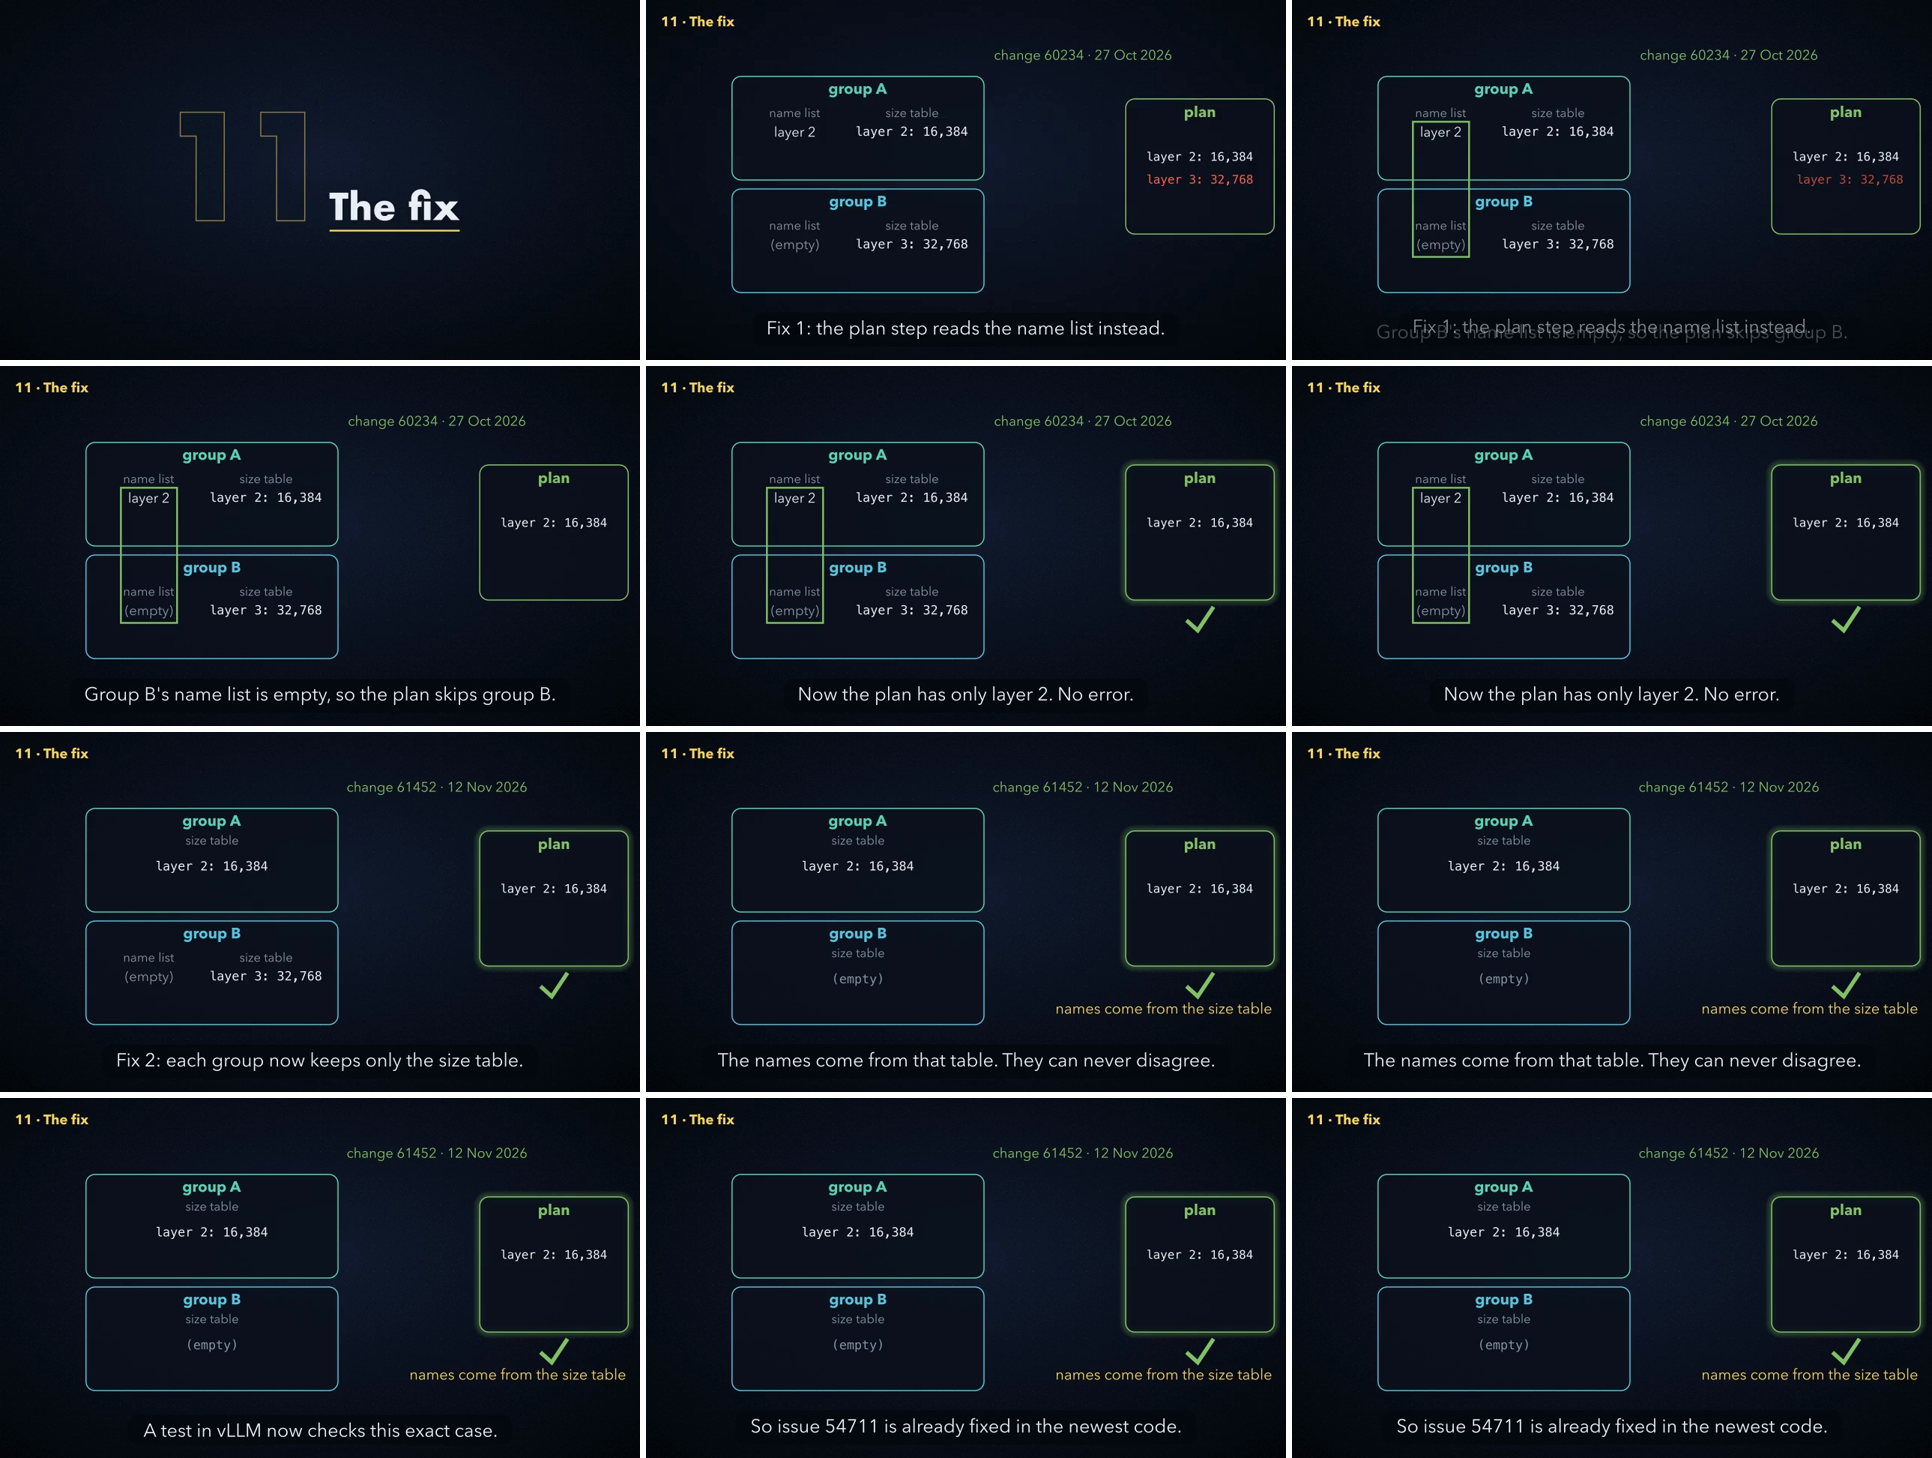 11
The fix
11 · The fix
change 60234 · 27 Oct 2026
group A
name list size table
layer 2 layer 2: 16,384
group B
name list size table
(empty) layer 3: 32,768
plan
layer 2: 16,384
layer 3: 32,768
Fix 1: the plan step reads the name list instead.
11 · The fix
change 60234 · 27 Oct 2026
group A
name list size table
layer 2 layer 2: 16,384
group B
name list size table
(empty) layer 3: 32,768
plan
layer 2: 16,384
layer 3: 32,768
Fix 1: the plan step reads the name list instead.
Group B's name list is empty, so the plan skips group B.
11 · The fix
change 60234 · 27 Oct 2026
group A
name list size table
layer 2 layer 2: 16,384
group B
name list size table
(empty) layer 3: 32,768
plan
layer 2: 16,384
Group B's name list is empty, so the plan skips group B.
11 · The fix
change 60234 · 27 Oct 2026
group A
name list size table
layer 2 layer 2: 16,384
group B
name list size table
(empty) layer 3: 32,768
plan
layer 2: 16,384
Now the plan has only layer 2. No error.
11 · The fix
change 60234 · 27 Oct 2026
group A
name list size table
layer 2 layer 2: 16,384
group B
name list size table
(empty) layer 3: 32,768
plan
layer 2: 16,384
Now the plan has only layer 2. No error.
11 · The fix
change 61452 · 12 Nov 2026
group A
size table
layer 2: 16,384
group B
name list size table
(empty) layer 3: 32,768
plan
layer 2: 16,384
Fix 2: each group now keeps only the size table.
11 · The fix
change 61452 · 12 Nov 2026
group A
size table
layer 2: 16,384
group B
size table
(empty)
plan
layer 2: 16,384
names come from the size table
The names come from that table. They can never disagree.
11 · The fix
change 61452 · 12 Nov 2026
group A
size table
layer 2: 16,384
group B
size table
(empty)
plan
layer 2: 16,384
names come from the size table
The names come from that table. They can never disagree.
11 · The fix
change 61452 · 12 Nov 2026
group A
size table
layer 2: 16,384
group B
size table
(empty)
plan
layer 2: 16,384
names come from the size table
A test in vLLM now checks this exact case.
11 · The fix
change 61452 · 12 Nov 2026
group A
size table
layer 2: 16,384
group B
size table
(empty)
plan
layer 2: 16,384
names come from the size table
So issue 54711 is already fixed in the newest code.
11 · The fix
change 61452 · 12 Nov 2026
group A
size table
layer 2: 16,384
group B
size table
(empty)
plan
layer 2: 16,384
names come from the size table
So issue 54711 is already fixed in the newest code.